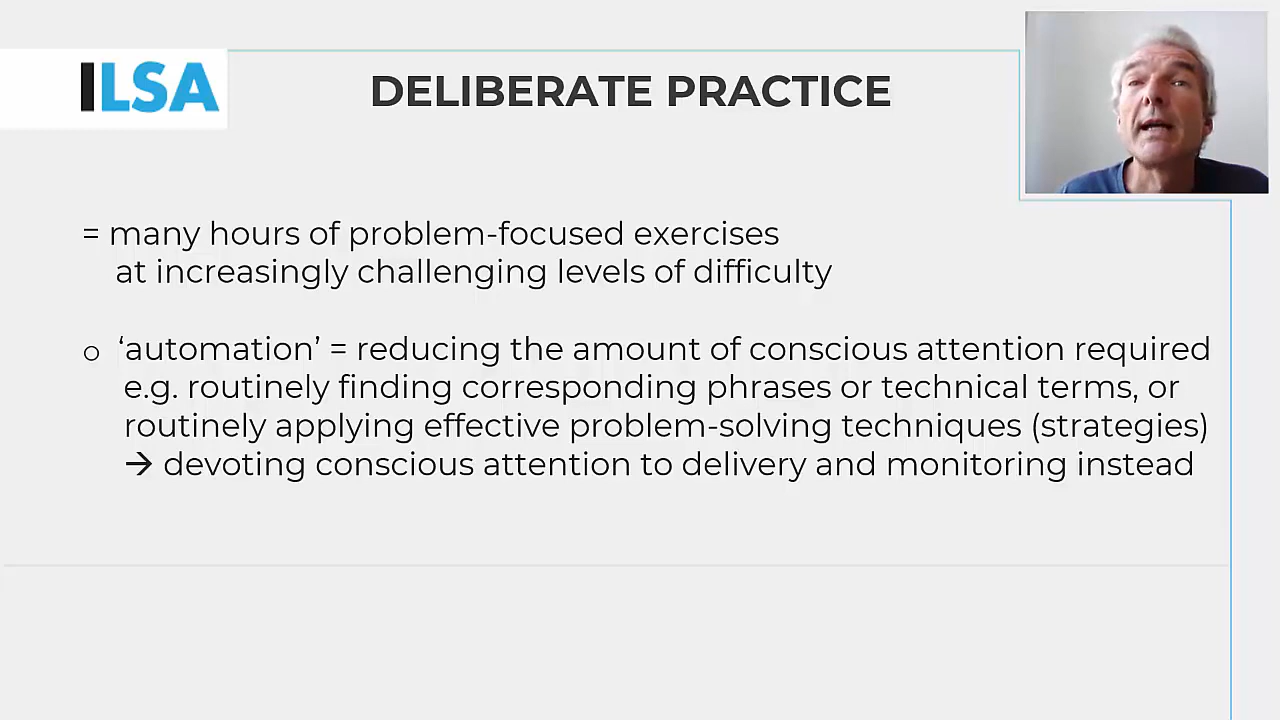 ILSA
DELIBERATE PRACTICE
= many hours of problem-focused exercises
at increasingly challenging levels of difficulty
o ‘automation’ = reducing the amount of conscious attention required
e.g. routinely finding corresponding phrases or technical terms, or
routinely applying effective problem-solving techniques (strategies)
→ devoting conscious attention to delivery and monitoring instead